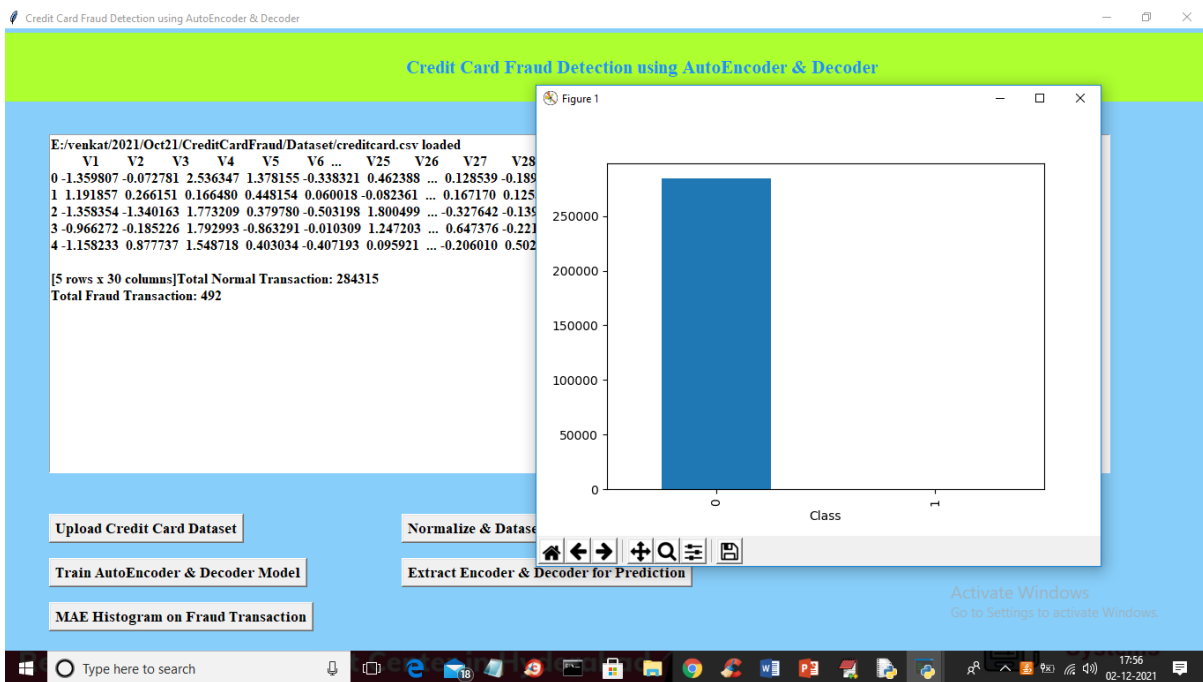 Credit Card Fraud Detection using AutoEncoder & Decoder
Credit Card Fraud Detection using AutoEncoder & Decoder
Figure 1
E:/venkat/2021/Oct21/CreditCardFraud/Dataset/creditcard.csv loaded
V1 V2 V3 V4 V5 V6 ... V25 V26 V27 V28
0 -1.359807 -0.072781 2.536347 1.378155 -0.338321 0.462388 ... 0.128539 -0.189
1 1.191857 0.266151 0.166480 0.448154 0.060018 -0.082361 ... 0.167170 0.125
2 -1.358354 -1.340163 1.773209 0.379780 -0.503198 1.800499 ... -0.327642 -0.139
3 -0.966272 -0.185226 1.792993 -0.863291 -0.010309 1.247203 ... 0.647376 -0.221
4 -1.158233 0.877737 1.548718 0.403034 -0.407193 0.095921 ... -0.206010 0.502
[5 rows x 30 columns]Total Normal Transaction: 284315
Total Fraud Transaction: 492
250000
200000
150000
100000
50000
0
0 1
Class
Upload Credit Card Dataset
Normalize & Datase
Train AutoEncoder & Decoder Model
Extract Encoder & Decoder for Prediction
MAE Histogram on Fraud Transaction
Activate Windows
Go to Settings to activate Windows.
Type here to search
18
17:56
02-12-2021